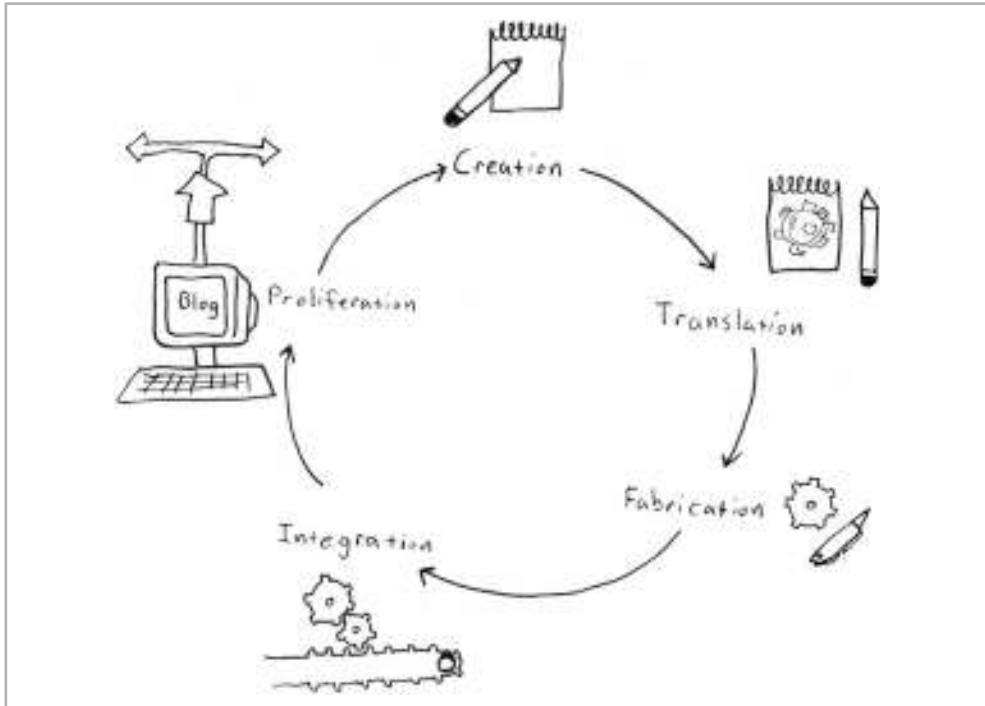 Creation
Translation
Fabrication
Integration
Proliferation
Blog